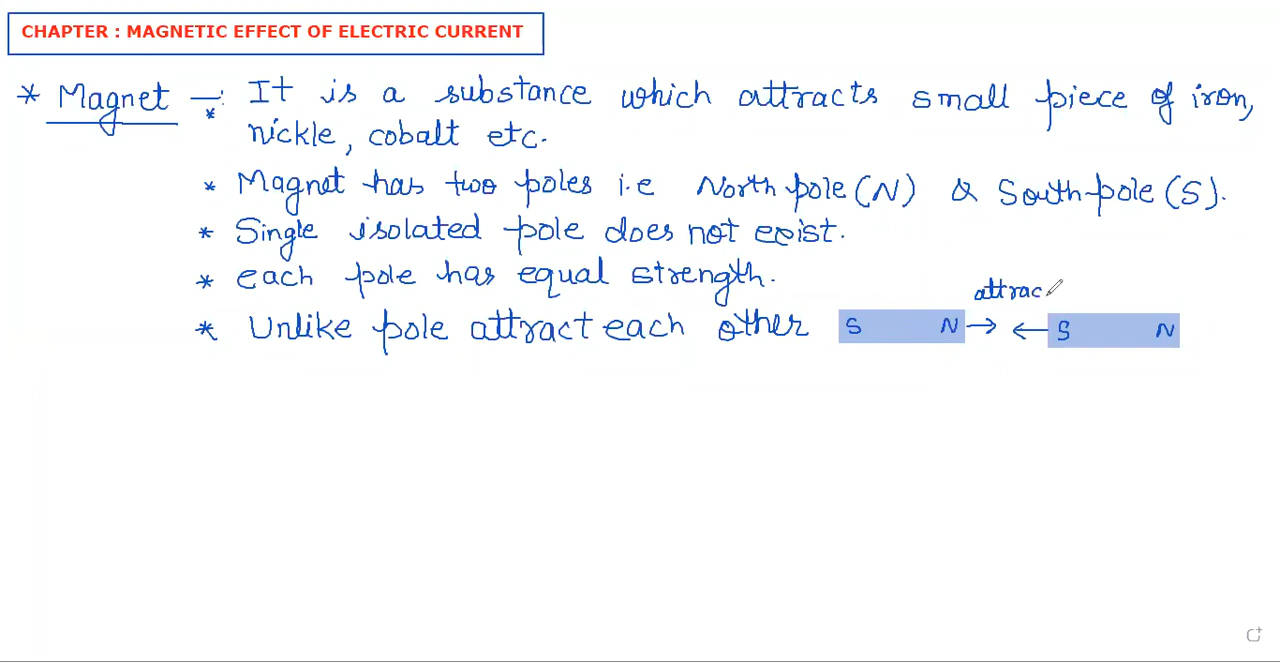 CHAPTER : MAGNETIC EFFECT OF ELECTRIC CURRENT
* Magnet —: * It is a substance which attracts small piece of iron,
nickle, cobalt etc.
* Magnet has two poles i.e North pole (N) & South pole (S).
* Single isolated pole does not exist.
* each pole has equal strength.
attrac
* Unlike pole attract each other S N → ← S N